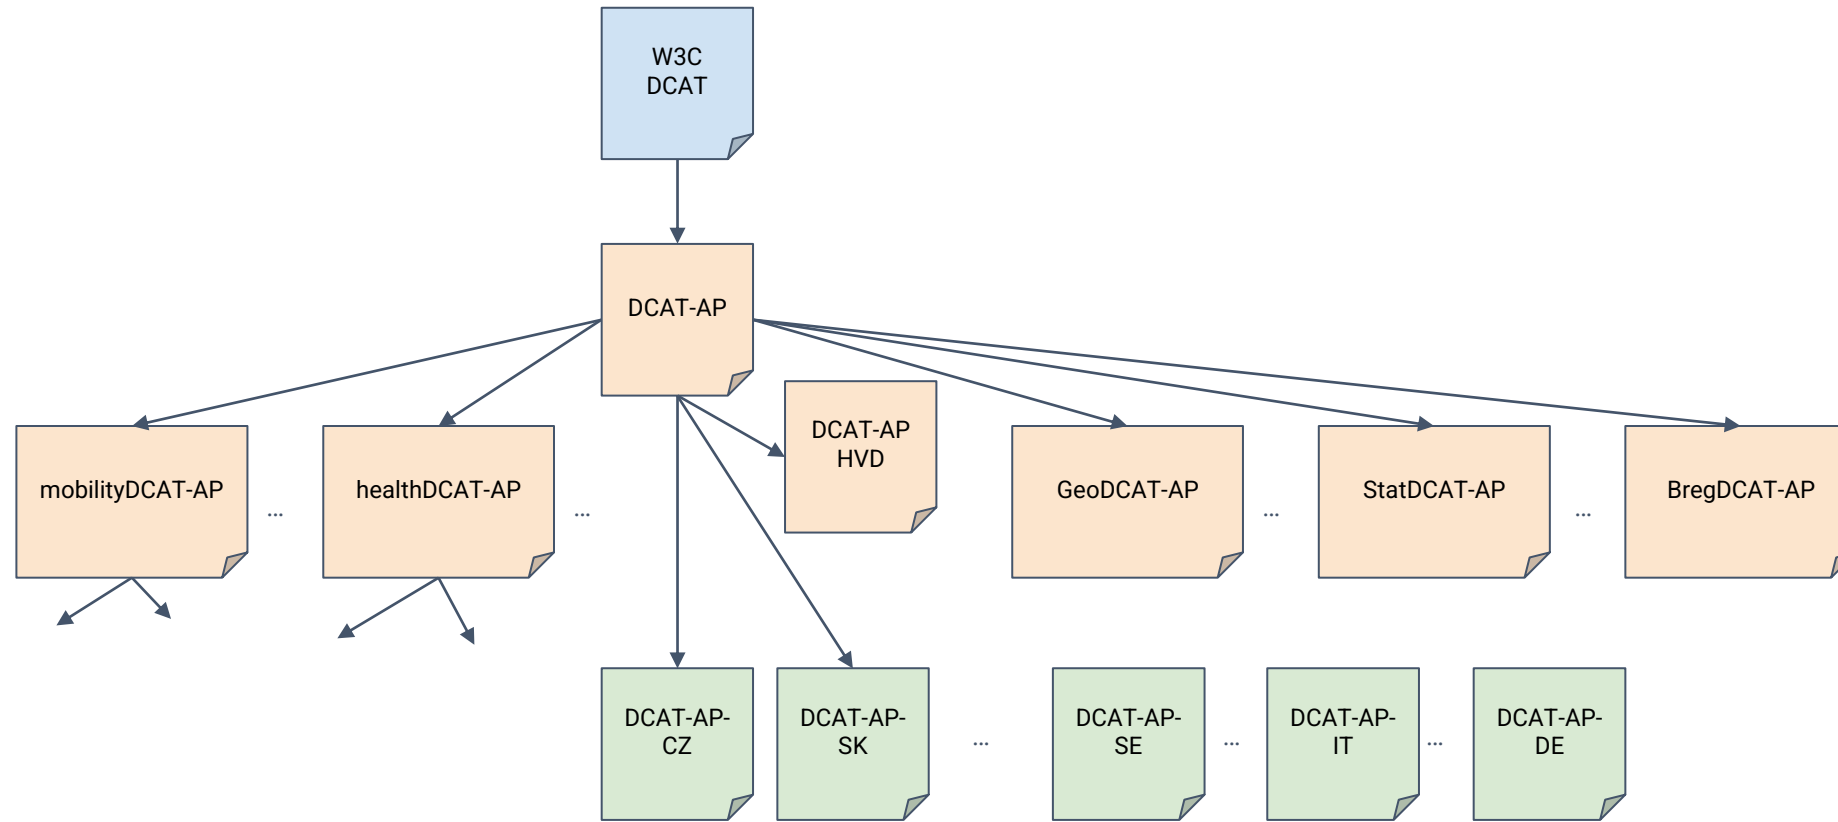 W3C
DCAT
DCAT-AP
DCAT-AP
HVD
mobilityDCAT-AP
...
healthDCAT-AP
...
GeoDCAT-AP
...
StatDCAT-AP
...
BregDCAT-AP
DCAT-AP-
CZ
DCAT-AP-
SK
...
DCAT-AP-
SE
...
DCAT-AP-
IT
...
DCAT-AP-
DE